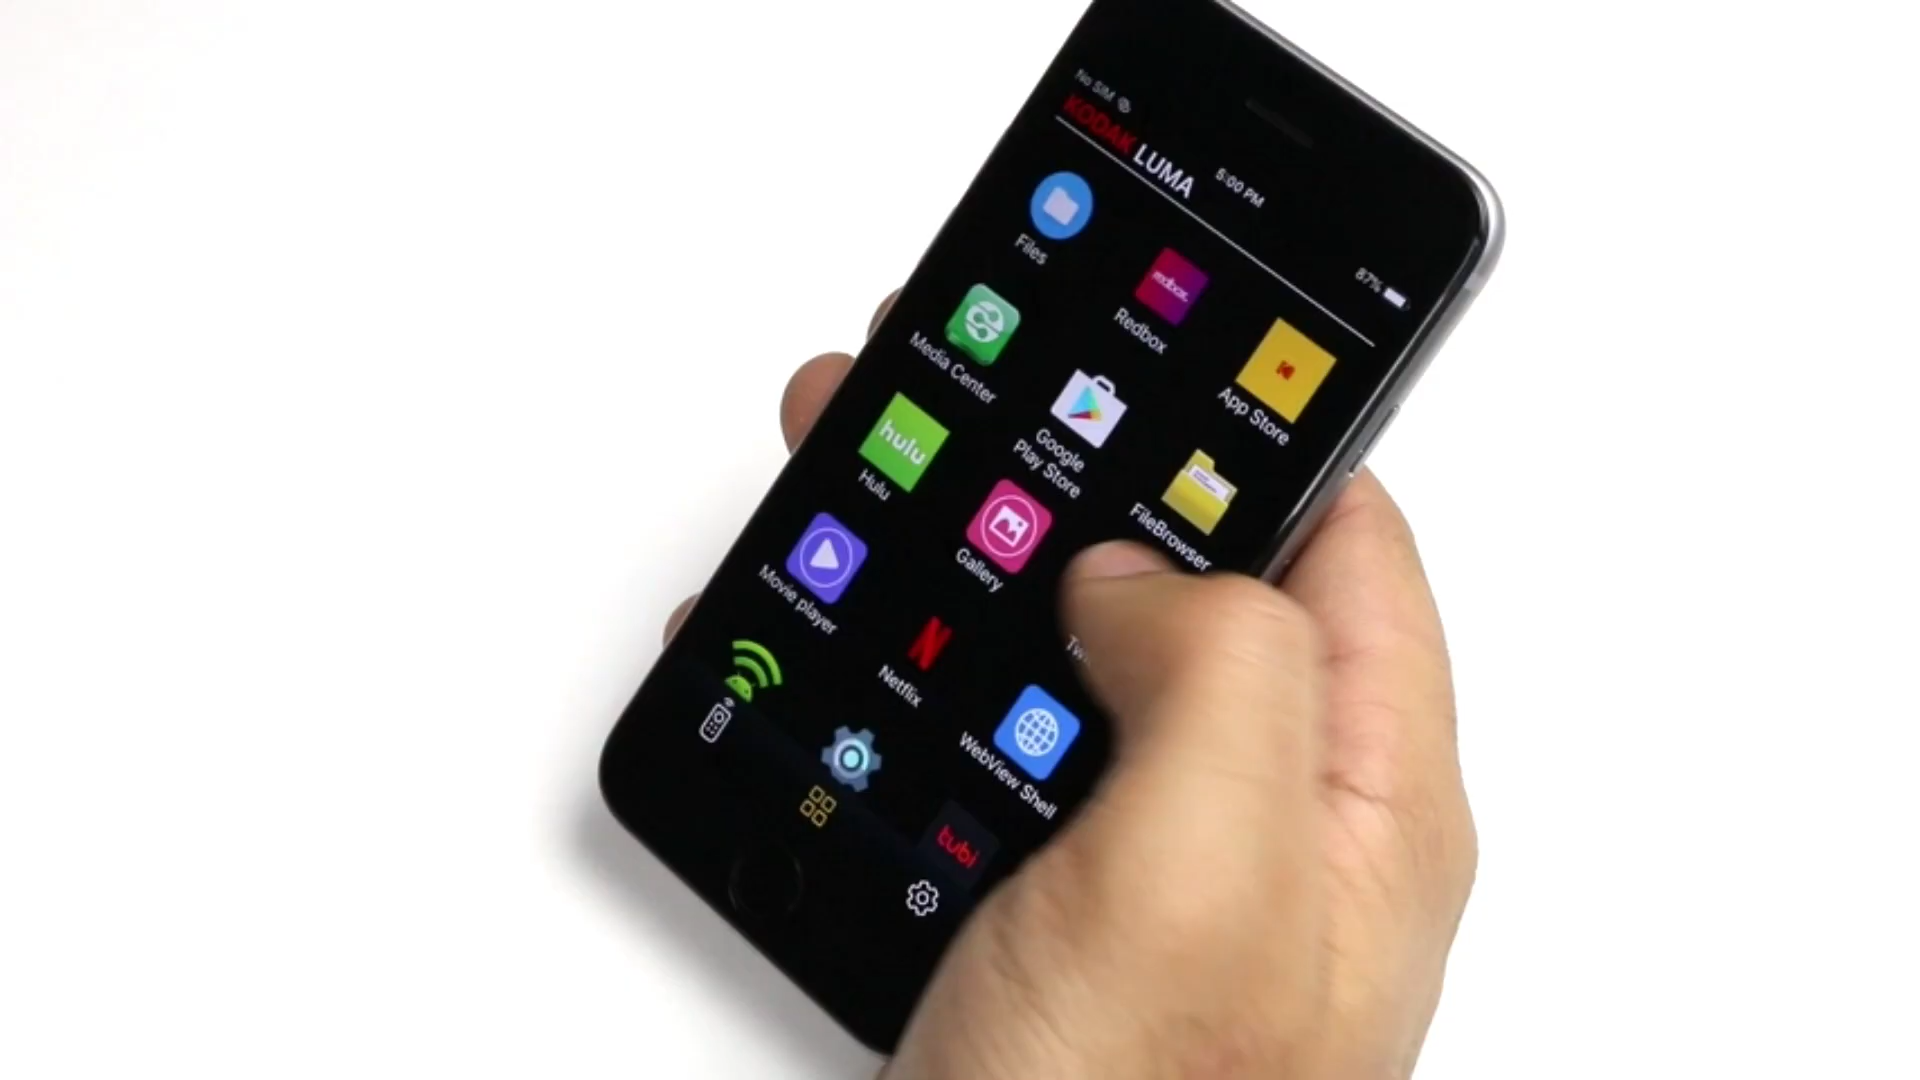 No SIM
5:00 PM
87%
KODAK LUMA
Files
redbox.
Redbox
App Store
Media Center
Google
Play Store
FileBrowser
hulu
Hulu
Gallery
Movie player
Netflix
WebView Shell
tubi